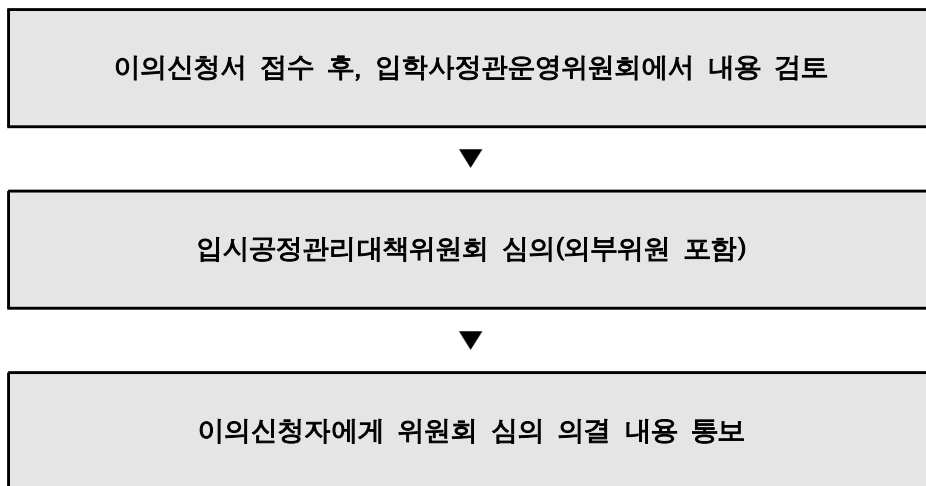 이의신청서 접수 후, 입학사정관운영위원회에서 내용 검토
▼
입시공정관리대책위원회 심의(외부위원 포함)
▼
이의신청자에게 위원회 심의 의결 내용 통보